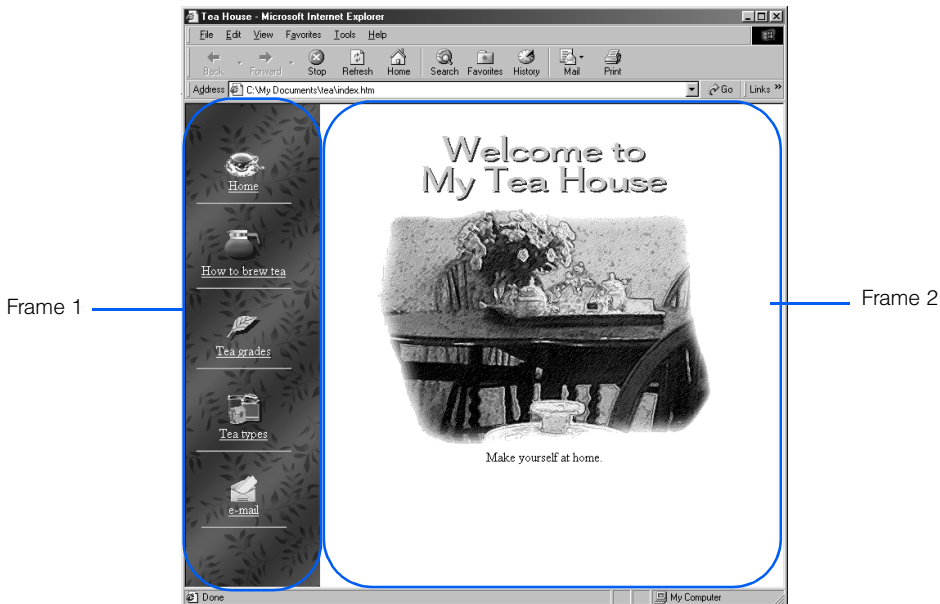 Tea House - Microsoft Internet Explorer
File Edit View Favorites Tools Help
Back Forward Stop Refresh Home Search Favorites History Mail Print
Address C:\My Documents\tea\index.htm Go Links »
Home
How to brew tea
Tea grades
Tea types
e-mail
Welcome to
My Tea House
Make yourself at home.
Frame 1
Frame 2
Done My Computer